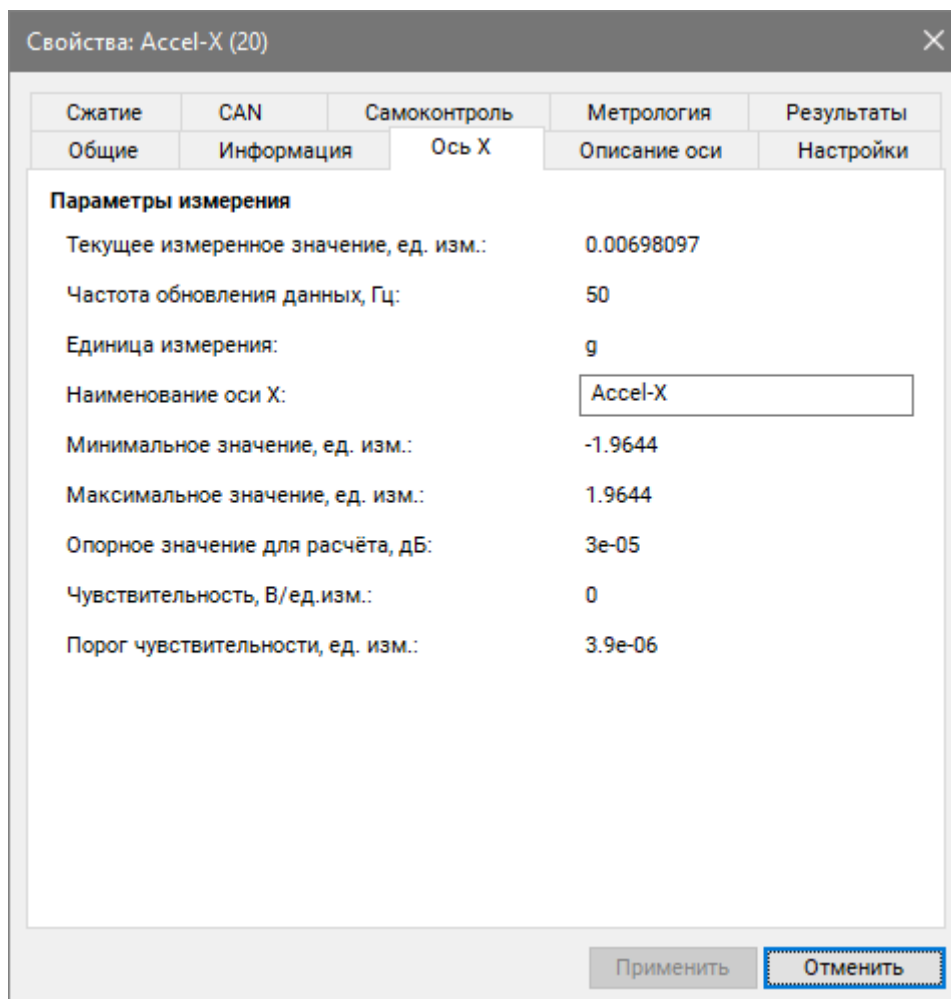 Свойства: Accel-X (20)
Сжатие CAN Самоконтроль Метрология Результаты
Общие Информация Ось X Описание оси Настройки
Параметры измерения
Текущее измеренное значение, ед. изм.: 0.00698097
Частота обновления данных, Гц: 50
Единица измерения: g
Наименование оси X: Accel-X
Минимальное значение, ед. изм.: -1.9644
Максимальное значение, ед. изм.: 1.9644
Опорное значение для расчёта, дБ: 3e-05
Чувствительность, В/ед.изм.: 0
Порог чувствительности, ед. изм.: 3.9e-06
Применить Отменить